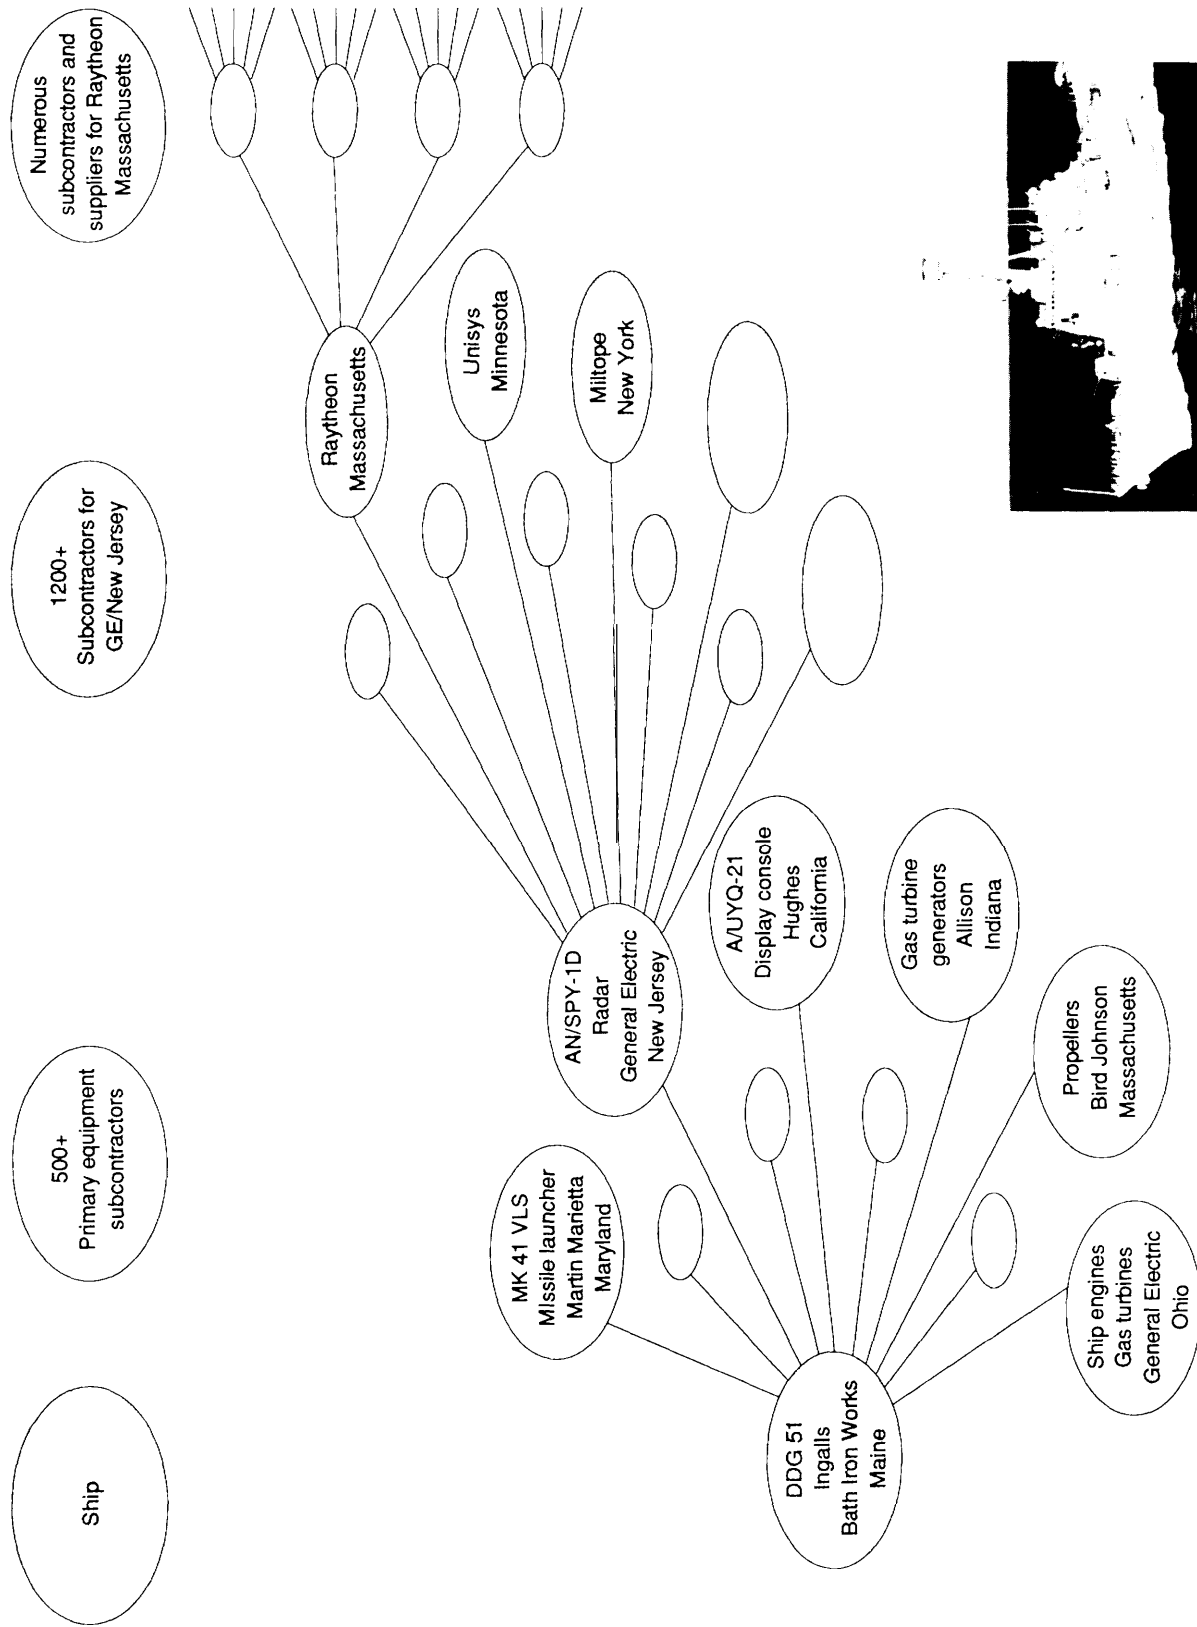 Ship
500+
Primary equipment
subcontractors
1200+
Subcontractors for
GE/New Jersey
Numerous
subcontractors and
suppliers for Raytheon
Massachusetts
DDG 51
Ingalls
Bath Iron Works
Maine
MK 41 VLS
MIssile launcher
Martin Marietta
Maryland
AN/SPY-1D
Radar
General Electric
New Jersey
A/UYQ-21
Display console
Hughes
California
Gas turbine
generators
Allison
Indiana
Propellers
Bird Johnson
Massachusetts
Ship engines
Gas turbines
General Electric
Ohio
Raytheon
Massachusetts
Unisys
Minnesota
Miltope
New York